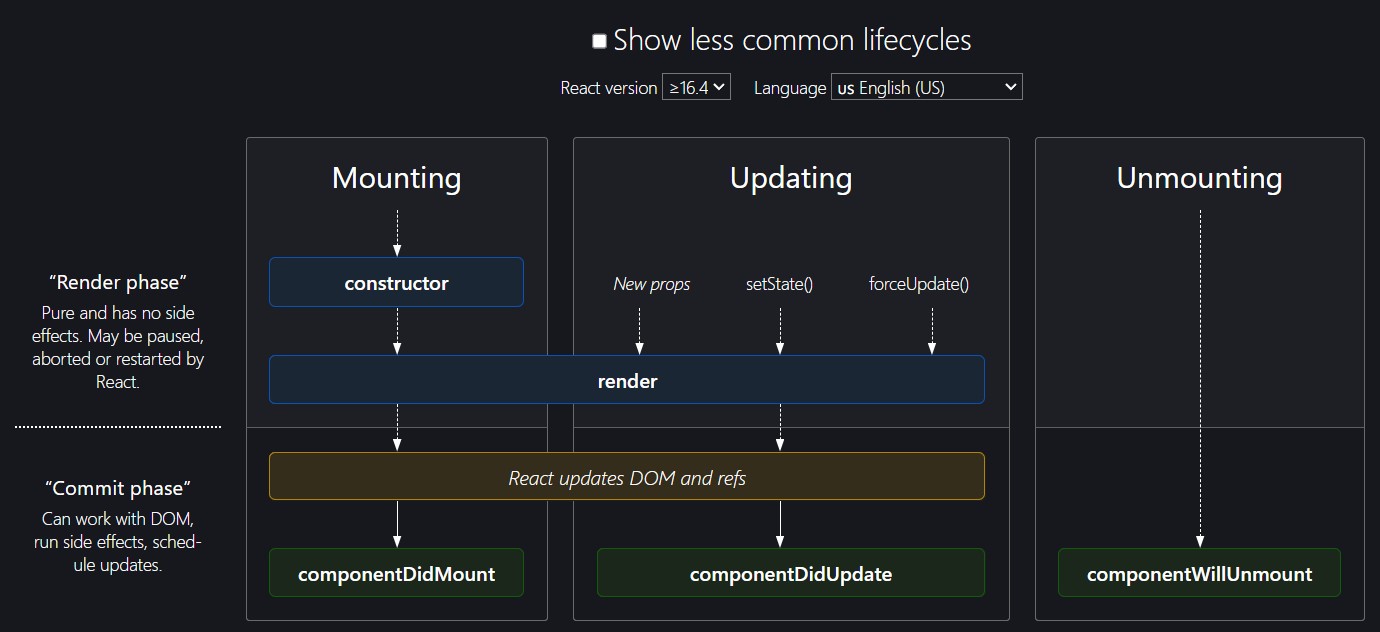 Show less common lifecycles
React version ≥16.4 Language us English (US)
Mounting
Updating
Unmounting
“Render phase”
Pure and has no side
effects. May be paused,
aborted or restarted by
React.
constructor
New props
setState()
forceUpdate()
render
“Commit phase”
Can work with DOM,
run side effects, sched-
ule updates.
React updates DOM and refs
componentDidMount
componentDidUpdate
componentWillUnmount